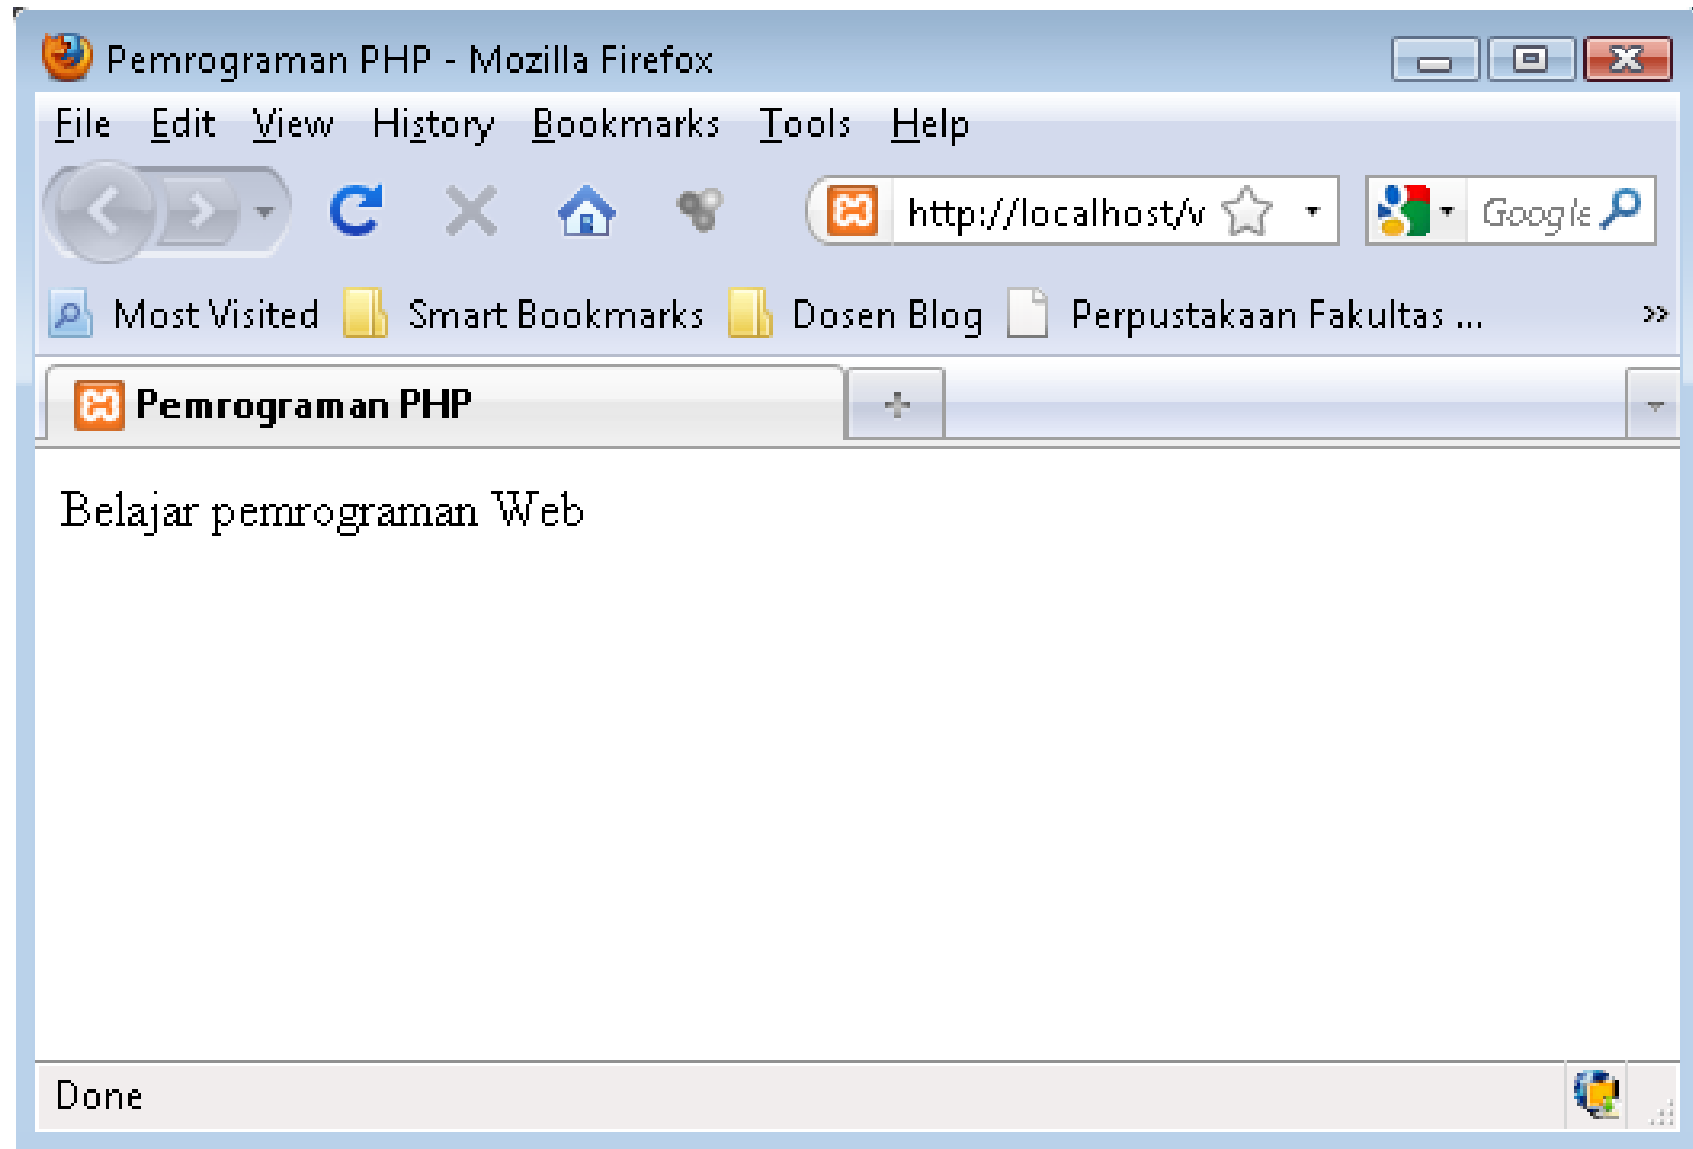 Pemrograman PHP - Mozilla Firefox
File Edit View History Bookmarks Tools Help
http://localhost/v Google
Most Visited Smart Bookmarks Dosen Blog Perpustakaan Fakultas ... »
Pemrograman PHP
Belajar pemrograman Web
Done